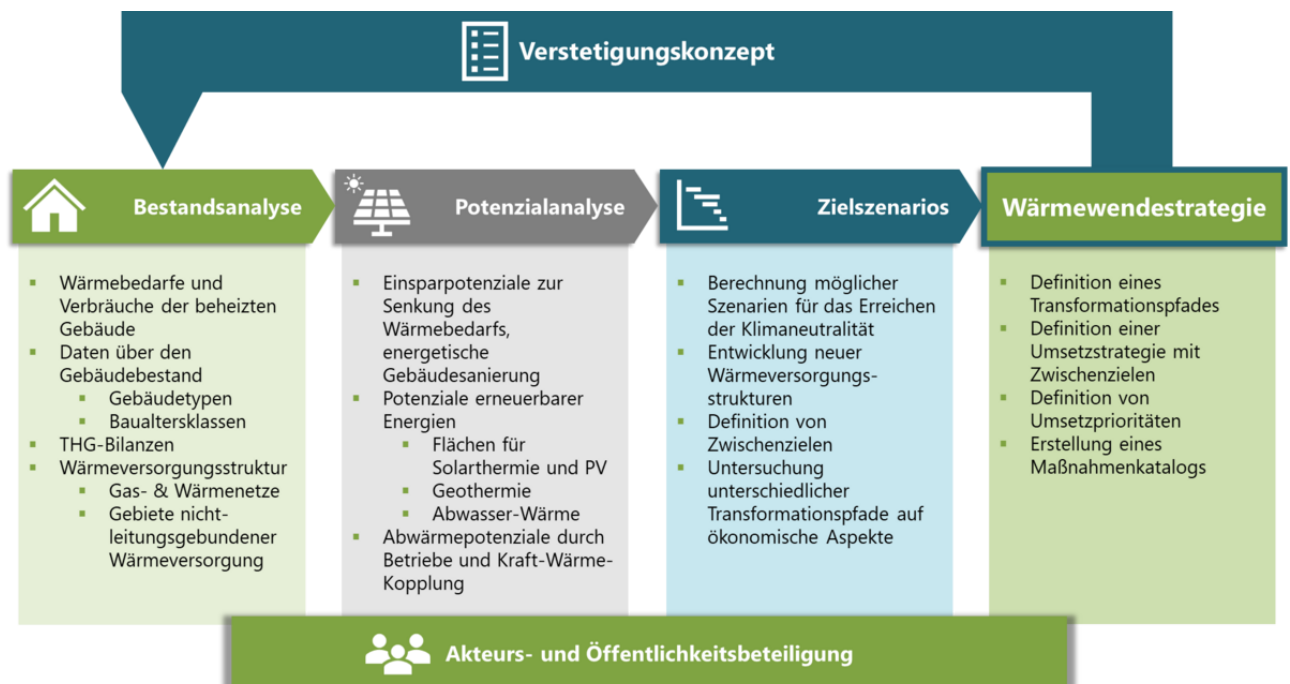 Verstetigungskonzept
Bestandsanalyse
▪ Wärmebedarfe und
Verbräuche der beheizten
Gebäude
▪ Daten über den
Gebäudebestand
▪ Gebäudetypen
▪ Baualtersklassen
▪ THG-Bilanzen
▪ Wärmeversorgungsstruktur
▪ Gas- & Wärmenetze
▪ Gebiete nicht-
leitungsgebundener
Wärmeversorgung
Potenzialanalyse
▪ Einsparpotenziale zur
Senkung des
Wärmebedarfs,
energetische
Gebäudesanierung
▪ Potenziale erneuerbarer
Energien
▪ Flächen für
Solarthermie und PV
▪ Geothermie
▪ Abwasser-Wärme
▪ Abwärmepotenziale durch
Betriebe und Kraft-Wärme-
Kopplung
Zielszenarios
▪ Berechnung möglicher
Szenarien für das Erreichen
der Klimaneutralität
▪ Entwicklung neuer
Wärmeversorgungs-
strukturen
▪ Definition von
Zwischenzielen
▪ Untersuchung
unterschiedlicher
Transformationspfade auf
ökonomische Aspekte
Wärmewendestrategie
▪ Definition eines
Transformationspfades
▪ Definition einer
Umsetzstrategie mit
Zwischenzielen
▪ Definition von
Umsetzprioritäten
▪ Erstellung eines
Maßnahmenkatalogs
Akteurs- und Öffentlichkeitsbeteiligung